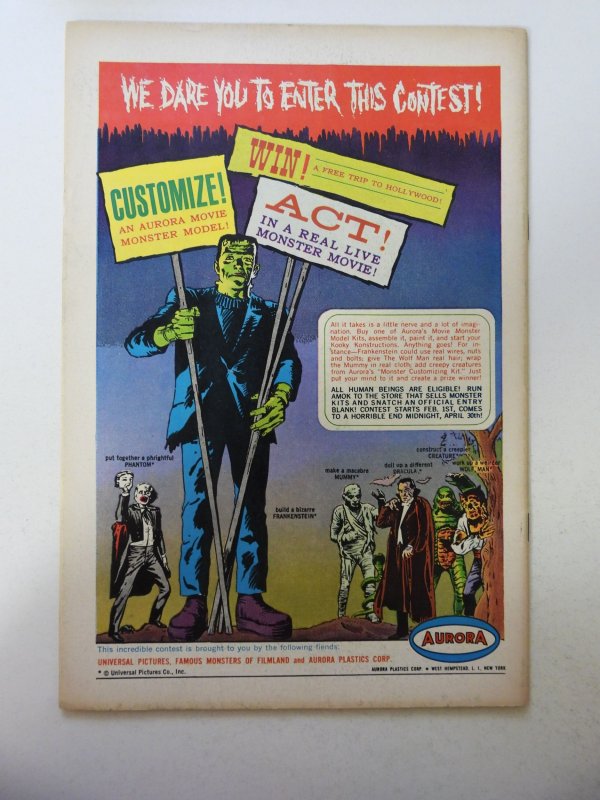 WE DARE YOU TO ENTER THIS CONTEST!
CUSTOMIZE!
AN AURORA MOVIE
MONSTER MODEL!
WIN! A FREE TRIP TO HOLLYWOOD!
ACT!
IN A REAL LIVE
MONSTER MOVIE!
All it takes is a little nerve and a lot of imagi-
nation. Buy one of Aurora's Movie Monster
Model Kits, assemble it, paint it, and start your
Kooky Konstructions. Anything goes! For in-
stance—Frankenstein could use real wires, nuts
and bolts; give The Wolf Man real hair; wrap
the Mummy in real cloth; add creepy creatures
from Aurora's "Monster Customizing Kit." Just
put your mind to it and create a prize winner!
ALL HUMAN BEINGS ARE ELIGIBLE! RUN
AMOK TO THE STORE THAT SELLS MONSTER
KITS AND SNATCH AN OFFICIAL ENTRY
BLANK! CONTEST STARTS FEB. 1ST, COMES
TO A HORRIBLE END MIDNIGHT, APRIL 30th!
put together a phrightful
PHANTOM*
build a bizarre
FRANKENSTEIN*
make a macabre
MUMMY*
doll up a different
DRACULA*
construct a creepier
CREATURE*
work up a weirder
WOLF MAN*
AURORA
This incredible contest is brought to you by the following fiends:
UNIVERSAL PICTURES, FAMOUS MONSTERS OF FILMLAND and AURORA PLASTICS CORP.
* © Universal Pictures Co., Inc.
AURORA PLASTICS CORP. • WEST HEMPSTEAD, L. I., NEW YORK